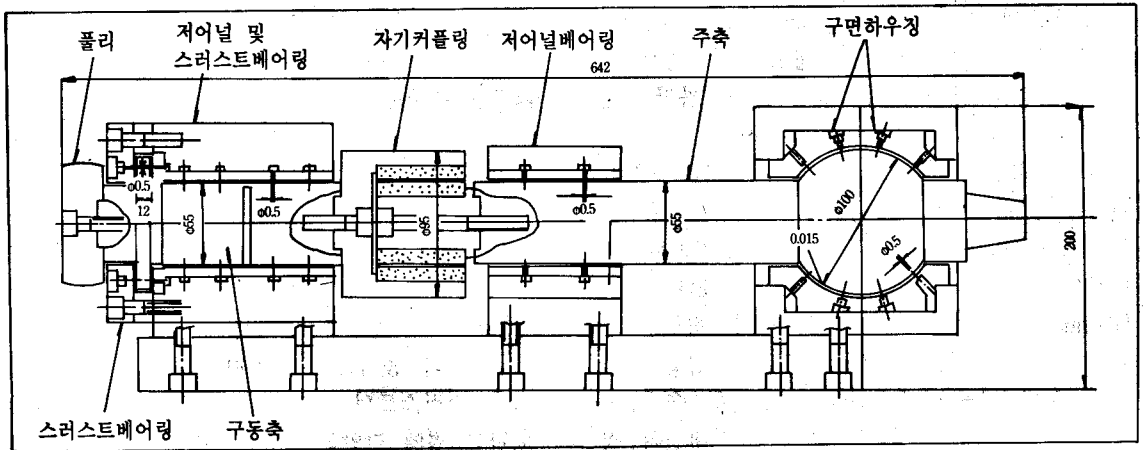 풀리
저어널 및
스러스트베어링
자기커플링
저어널베어링
주축
구면하우징
642
φ0.5
12
φ55
φ0.5
φ95
φ0.5
φ55
φ100
0.015
φ0.5
200
스러스트베어링
구동축